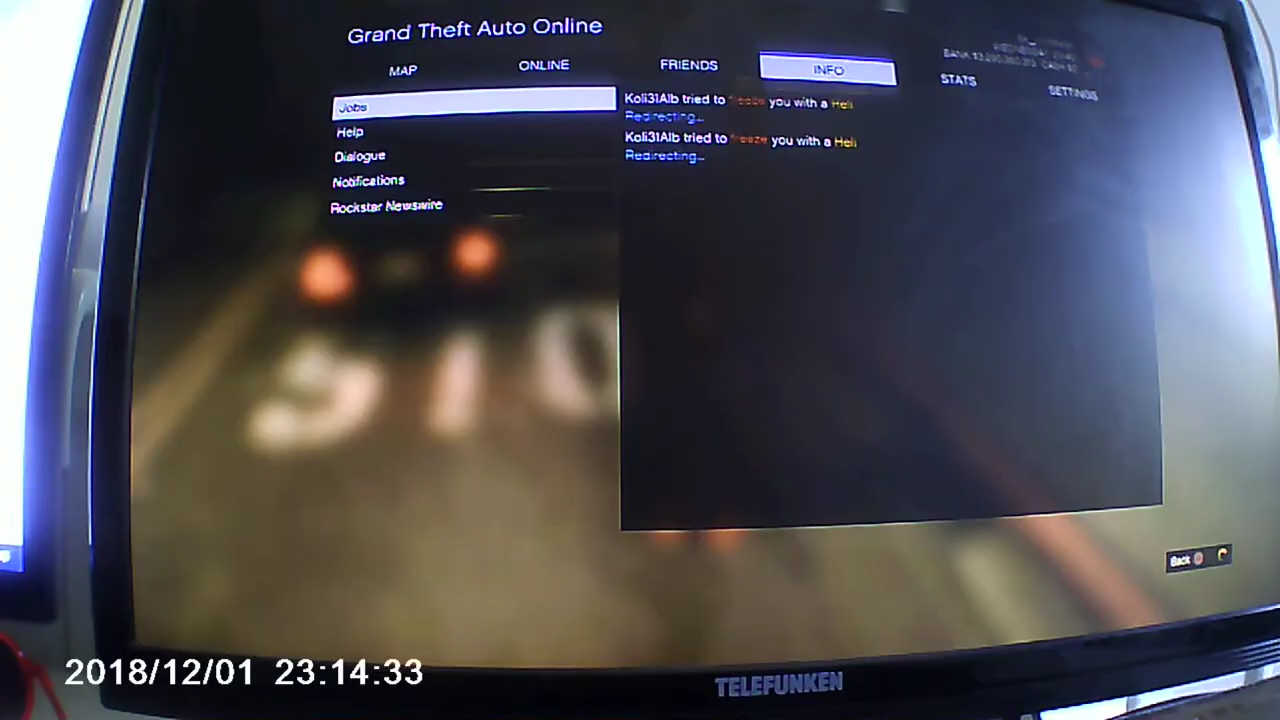 Grand Theft Auto Online
MAP
ONLINE
FRIENDS
INFO
STATS
SETTINGS
Jobs
Help
Dialogue
Notifications
Rockstar Newswire
Koli31Alb tried to freeze you with a Heli
Redirecting...
Koli31Alb tried to freeze you with a Heli
Redirecting...
Back
2018/12/01 23:14:33
TELEFUNKEN